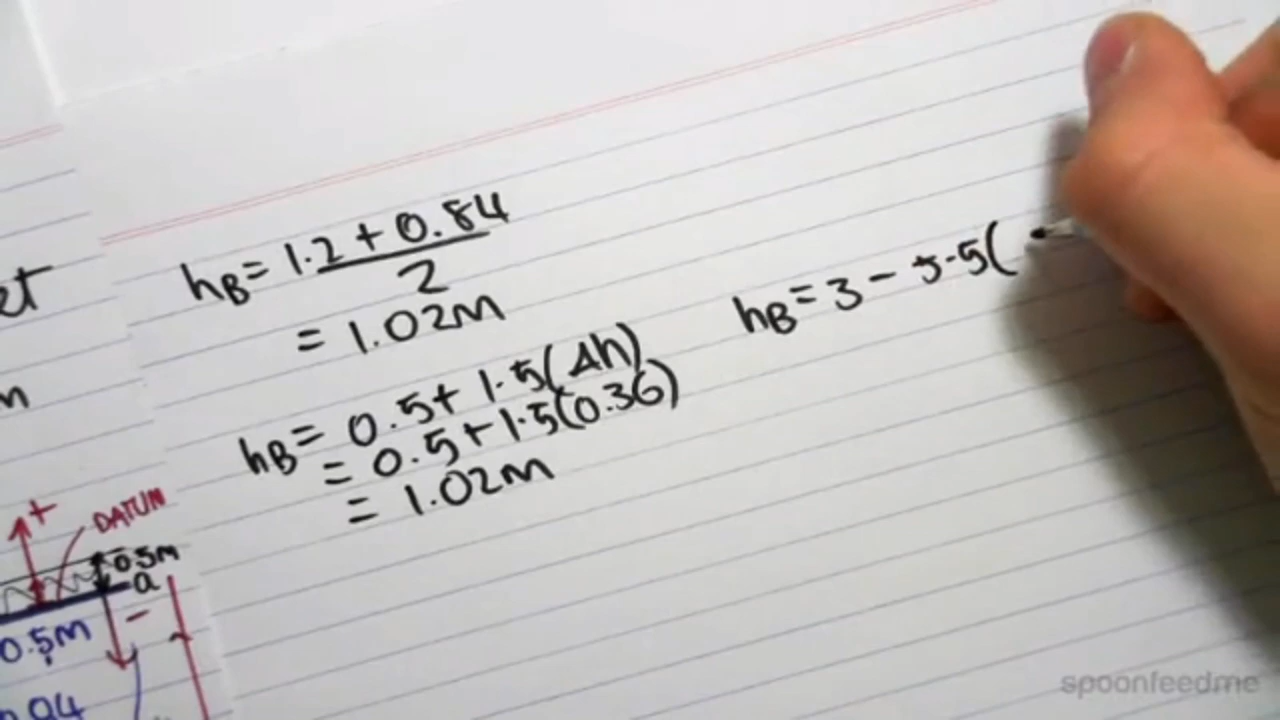 et
m
hB = 1.2 + 0.84
2
= 1.02m
hB = 0.5 + 1.5(Δh)
= 0.5 + 1.5(0.36)
= 1.02m
hB = 3 - 5.5(
+
DATUM
0.5m
a
-
0.5m
spoonfeedme